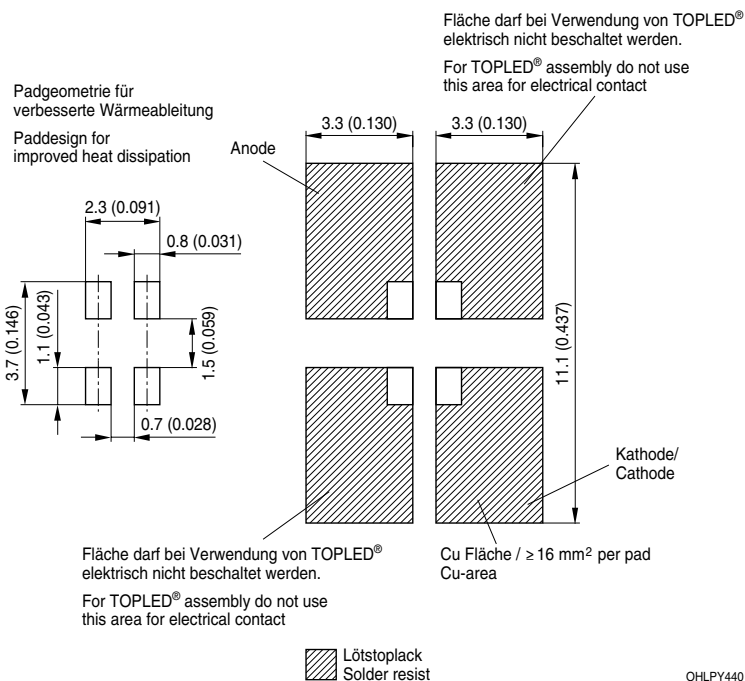 Fläche darf bei Verwendung von TOPLED®
elektrisch nicht beschaltet werden.
For TOPLED® assembly do not use
this area for electrical contact
Padgeometrie für
verbesserte Wärmeableitung
Paddesign for
improved heat dissipation
Anode
3.3 (0.130)
3.3 (0.130)
2.3 (0.091)
0.8 (0.031)
3.7 (0.146)
1.1 (0.043)
1.5 (0.059)
0.7 (0.028)
11.1 (0.437)
Kathode/
Cathode
Fläche darf bei Verwendung von TOPLED®
elektrisch nicht beschaltet werden.
For TOPLED® assembly do not use
this area for electrical contact
Cu Fläche / ≥ 16 mm² per pad
Cu-area
Lötstoplack
Solder resist
OHLPY440